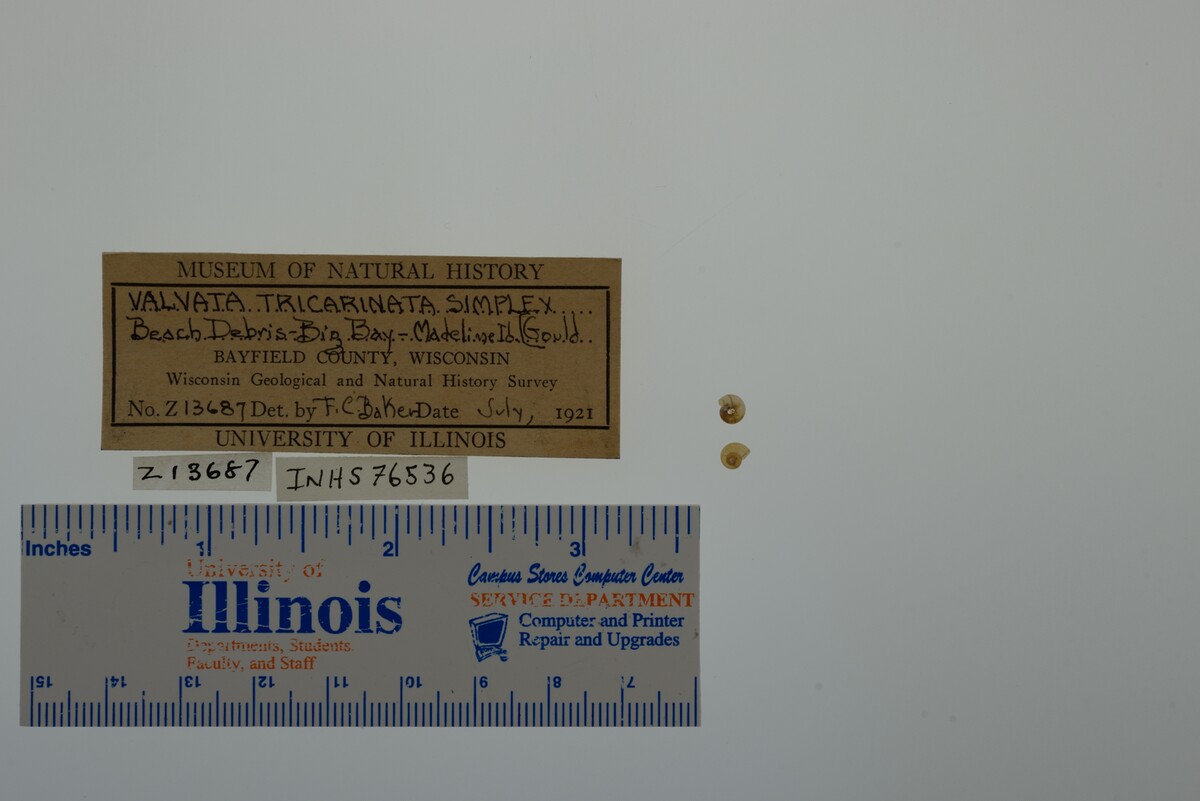 MUSEUM OF NATURAL HISTORY
VALVATA. TRICARINATA. SIMPLEX.....
Beach Debris-Big Bay-Madeline Id. [Gould..
BAYFIELD COUNTY, WISCONSIN
Wisconsin Geological and Natural History Survey
No. Z13687 Det. by F.C. Baker Date July, 1921
UNIVERSITY OF ILLINOIS
Z13687
INHS 76536
Inches 1 2 3
University of
Illinois
Departments, Students,
Faculty, and Staff
Campus Stores Computer Center
SERVICE DEPARTMENT
Computer and Printer
Repair and Upgrades
15 14 13 12 11 10 9 8 7